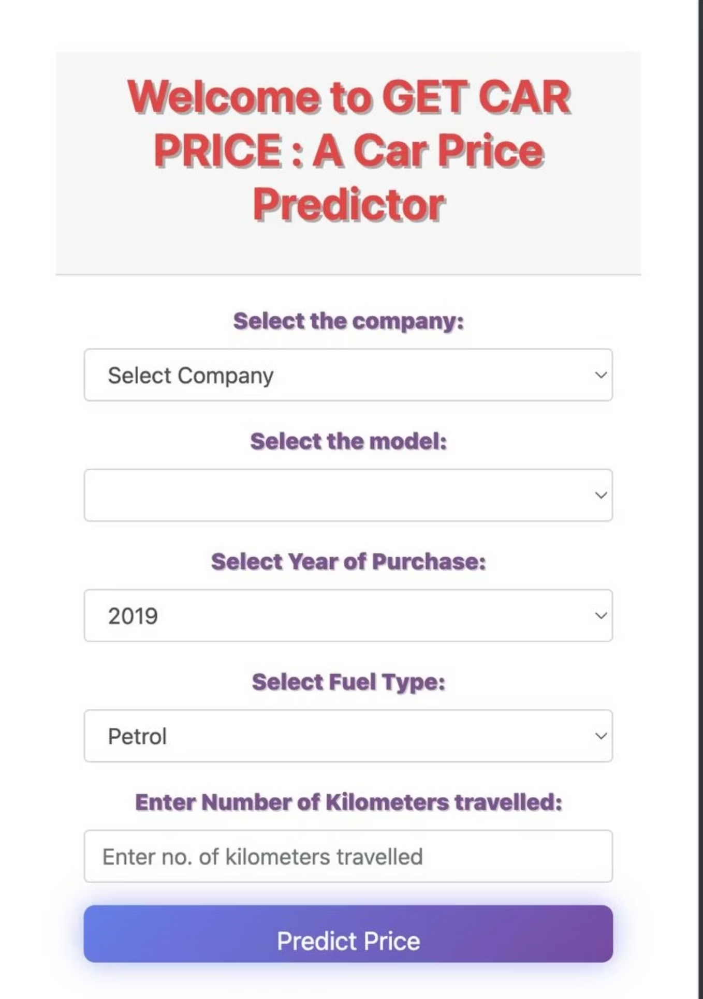 Welcome to GET CAR
PRICE : A Car Price
Predictor
Select the company:
Select Company
Select the model:
Select Year of Purchase:
2019
Select Fuel Type:
Petrol
Enter Number of Kilometers travelled:
Enter no. of kilometers travelled
Predict Price